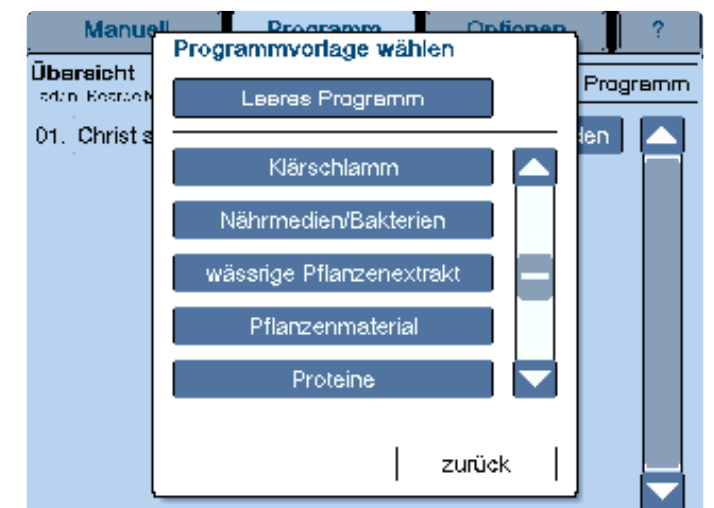 Manuell Programm Optionen ?
Programmvorlage wählen
Übersicht
Programm
Leeres Programm
01. Christ s
den
Klärschlamm
Nährmedien/Bakterien
wässrige Pflanzenextrakt
Pflanzenmaterial
Proteine
zurück